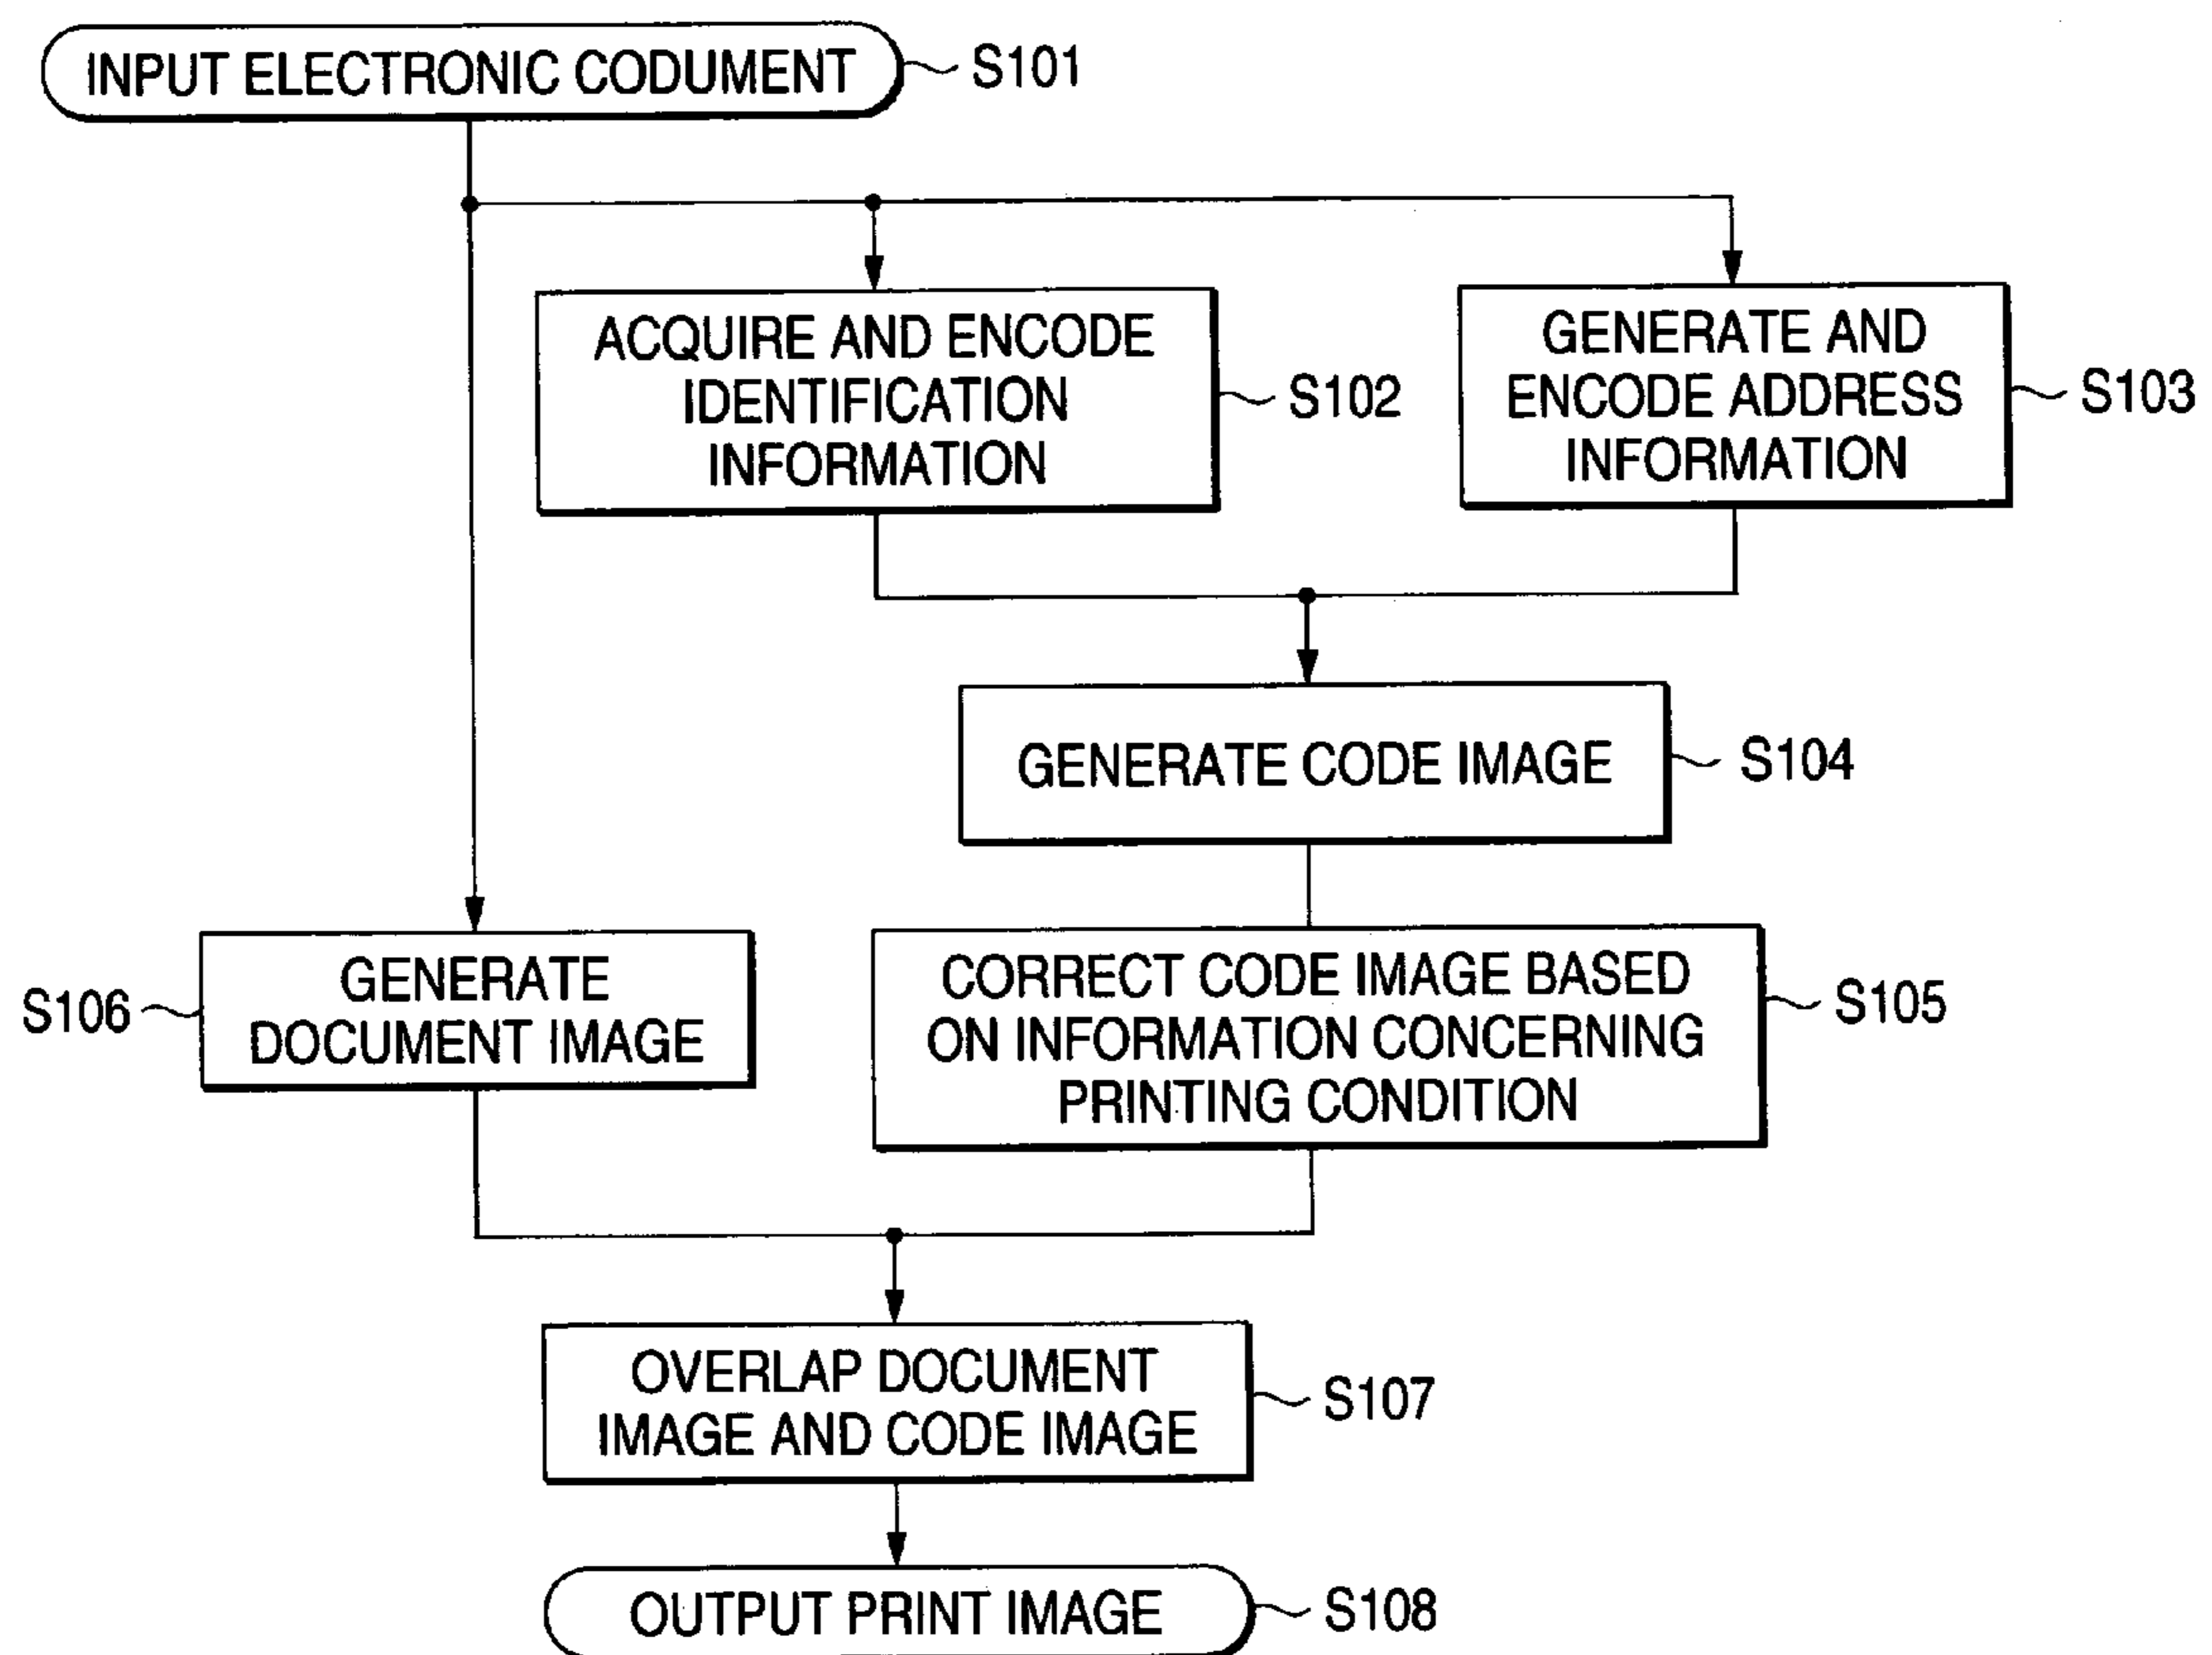 INPUT ELECTRONIC CODUMENT
S101
ACQUIRE AND ENCODE
IDENTIFICATION
INFORMATION
S102
GENERATE AND
ENCODE ADDRESS
INFORMATION
S103
GENERATE CODE IMAGE
S104
S106
GENERATE
DOCUMENT IMAGE
CORRECT CODE IMAGE BASED
ON INFORMATION CONCERNING
PRINTING CONDITION
S105
OVERLAP DOCUMENT
IMAGE AND CODE IMAGE
S107
OUTPUT PRINT IMAGE
S108